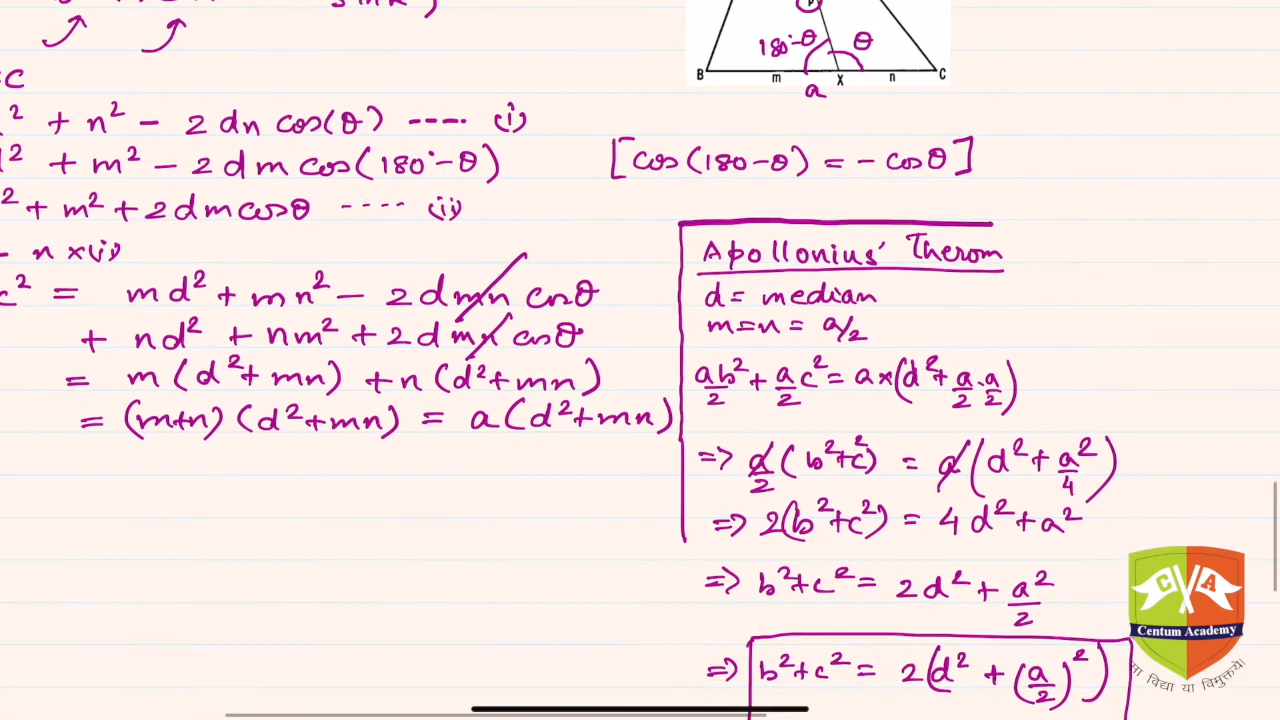 180°-θ θ
B m X n C
a
C
² + n² - 2dn cos(θ) ---- (i)
² + m² - 2dm cos(180°-θ)
[cos(180-θ) = - cosθ]
² + m² + 2dm cosθ ---- (ii)
- n×(ii)
c² = md² + mn² - 2dmn cosθ
+ nd² + nm² + 2dmn cosθ
= m(d²+mn) + n(d²+mn)
= (m+n)(d²+mn) = a(d²+mn)
Apollonius' Therom
d = median
m=n= a/2
a/2 b² + a/2 c² = a×(d² + a/2 · a/2)
=> a/2 (b²+c²) = a(d² + a²/4)
=> 2(b²+c²) = 4d²+a²
=> b²+c² = 2d² + a²/2
=> b²+c² = 2(d² + (a/2)²)
C A
Centum Academy
सा विद्या या विमुक्तये